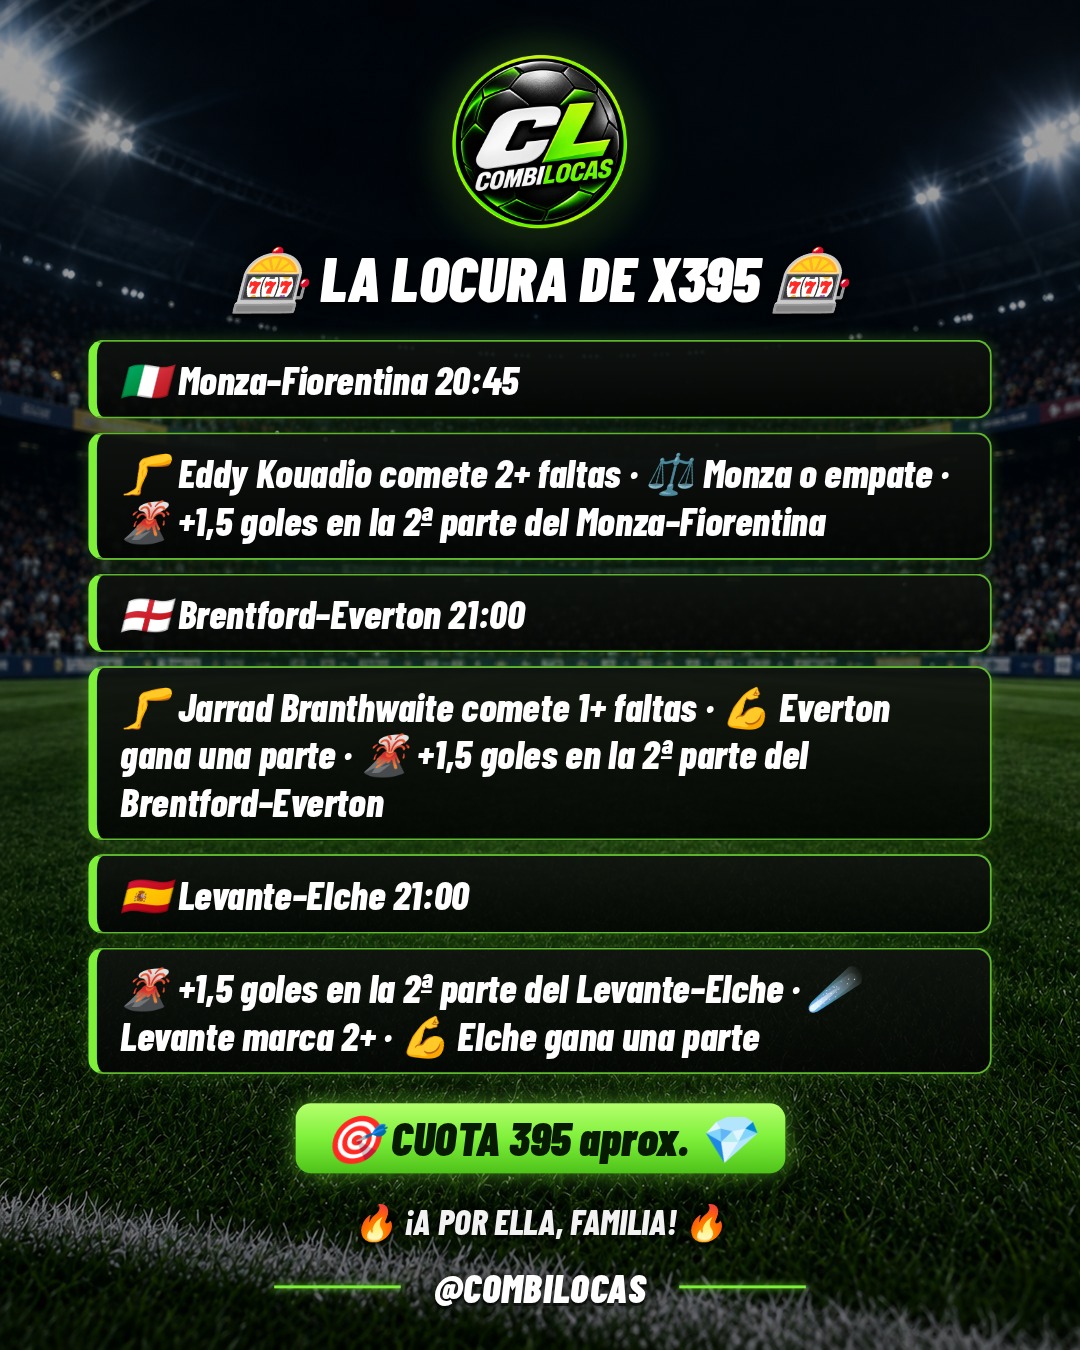 CL
COMBILOCAS
🎰 LA LOCURA DE X395 🎰
🇮🇹 Monza-Fiorentina 20:45
🦵 Eddy Kouadio comete 2+ faltas · ⚖️ Monza o empate ·
🌋 +1,5 goles en la 2ª parte del Monza-Fiorentina
🏴󠁧󠁢󠁥󠁮󠁧󠁿 Brentford-Everton 21:00
🦵 Jarrad Branthwaite comete 1+ faltas · 💪 Everton
gana una parte · 🌋 +1,5 goles en la 2ª parte del
Brentford-Everton
🇪🇸 Levante-Elche 21:00
🌋 +1,5 goles en la 2ª parte del Levante-Elche · ☄️
Levante marca 2+ · 💪 Elche gana una parte
🎯 CUOTA 395 aprox. 💎
🔥 ¡A POR ELLA, FAMILIA! 🔥
@COMBILOCAS